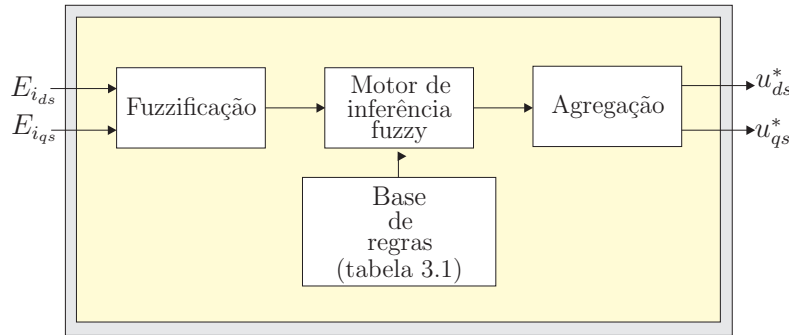 E_{i_{ds}}
E_{i_{qs}}
Fuzzificação
Motor de
inferência
fuzzy
Agregação
u^*_{ds}
u^*_{qs}
Base
de
regras
(tabela 3.1)